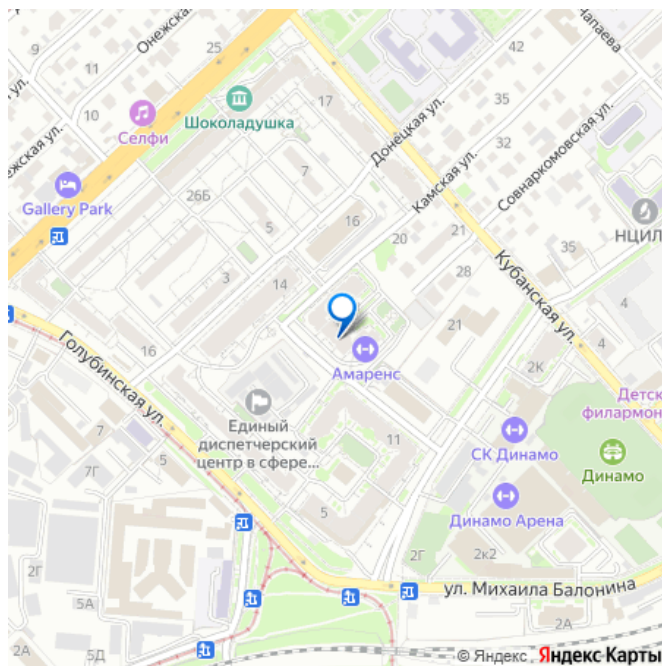 Онежская ул.
9
11
10
Селфи
Шоколадушка
25
17
42
35
32
Донецкая ул.
Камская ул.
Совнаркомовская ул.
НЦИЛ
Gallery Park
26Б
7
5
3
16
14
20
21
28
35
21
4
4
2К
Кубанская ул.
Голубинская ул.
16
Амаренс
Единый
диспетчерский
центр в сфере...
11
5
СК Динамо
Динамо Арена
Детск
филармон
Динамо
7
7Г
5
2Г
5А
5Д
2Г
2к2
ул. Михаила Балонина
2А
2А
© Яндекс Яндекс Карты